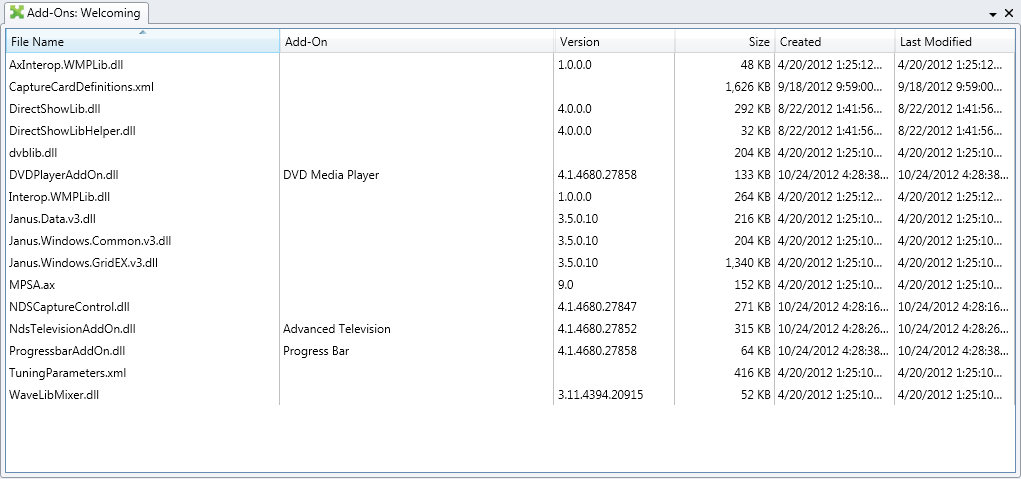 Add-Ons: Welcoming
File Name Add-On Version Size Created Last Modified
AxInterop.WMPLib.dll 1.0.0.0 48 KB 4/20/2012 1:25:12... 4/20/2012 1:25:12...
CaptureCardDefinitions.xml 1,626 KB 9/18/2012 9:59:00... 9/18/2012 9:59:00...
DirectShowLib.dll 4.0.0.0 292 KB 8/22/2012 1:41:56... 8/22/2012 1:41:56...
DirectShowLibHelper.dll 4.0.0.0 32 KB 8/22/2012 1:41:56... 8/22/2012 1:41:56...
dvblib.dll 204 KB 4/20/2012 1:25:10... 4/20/2012 1:25:10...
DVDPlayerAddOn.dll DVD Media Player 4.1.4680.27858 133 KB 10/24/2012 4:28:38... 10/24/2012 4:28:38...
Interop.WMPLib.dll 1.0.0.0 264 KB 4/20/2012 1:25:12... 4/20/2012 1:25:12...
Janus.Data.v3.dll 3.5.0.10 216 KB 4/20/2012 1:25:10... 4/20/2012 1:25:10...
Janus.Windows.Common.v3.dll 3.5.0.10 204 KB 4/20/2012 1:25:10... 4/20/2012 1:25:10...
Janus.Windows.GridEX.v3.dll 3.5.0.10 1,340 KB 4/20/2012 1:25:10... 4/20/2012 1:25:10...
MPSA.ax 9.0 152 KB 4/20/2012 1:25:10... 4/20/2012 1:25:10...
NDSCaptureControl.dll 4.1.4680.27847 271 KB 10/24/2012 4:28:16... 10/24/2012 4:28:16...
NdsTelevisionAddOn.dll Advanced Television 4.1.4680.27852 315 KB 10/24/2012 4:28:26... 10/24/2012 4:28:26...
ProgressbarAddOn.dll Progress Bar 4.1.4680.27858 64 KB 10/24/2012 4:28:38... 10/24/2012 4:28:38...
TuningParameters.xml 416 KB 4/20/2012 1:25:10... 4/20/2012 1:25:10...
WaveLibMixer.dll 3.11.4394.20915 52 KB 4/20/2012 1:25:10... 4/20/2012 1:25:10...